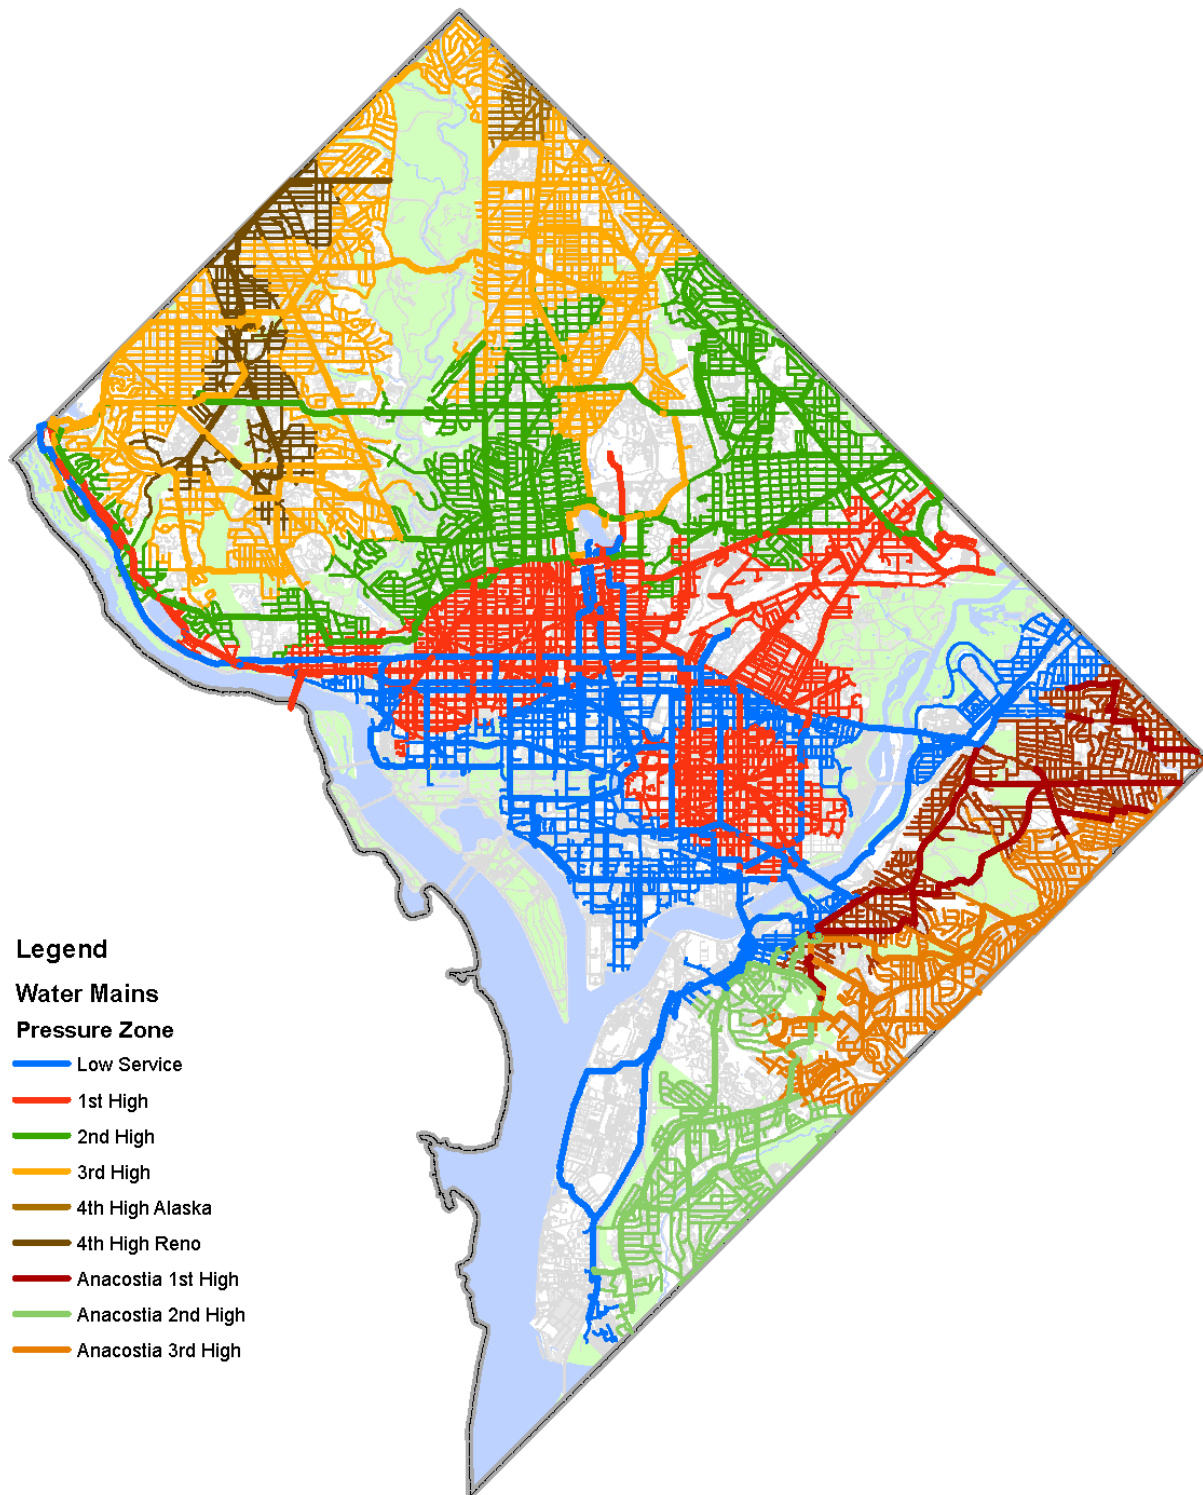 Legend
Water Mains
Pressure Zone
Low Service
1st High
2nd High
3rd High
4th High Alaska
4th High Reno
Anacostia 1st High
Anacostia 2nd High
Anacostia 3rd High